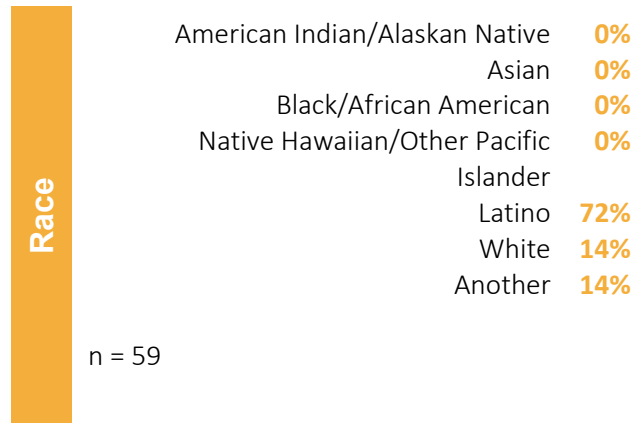 Race
American Indian/Alaskan Native 0%
Asian 0%
Black/African American 0%
Native Hawaiian/Other Pacific 0%
Islander
Latino 72%
White 14%
Another 14%
n = 59